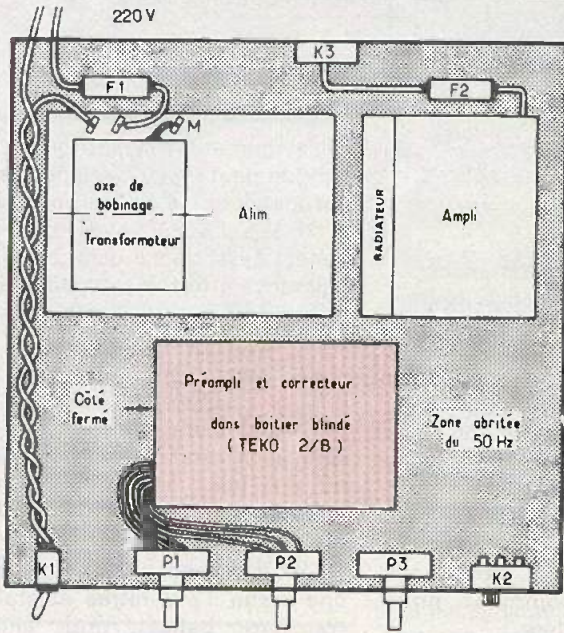 220 V
K3
F1
F2
M
axe de
bobinage
Transformateur
Alim
RADIATEUR
Ampli
Côté
fermé
Préampli et correcteur
dans boitier blindé
( TEKO 2/B )
Zone abritée
du 50 Hz
K1
P1
P2
P3
K2